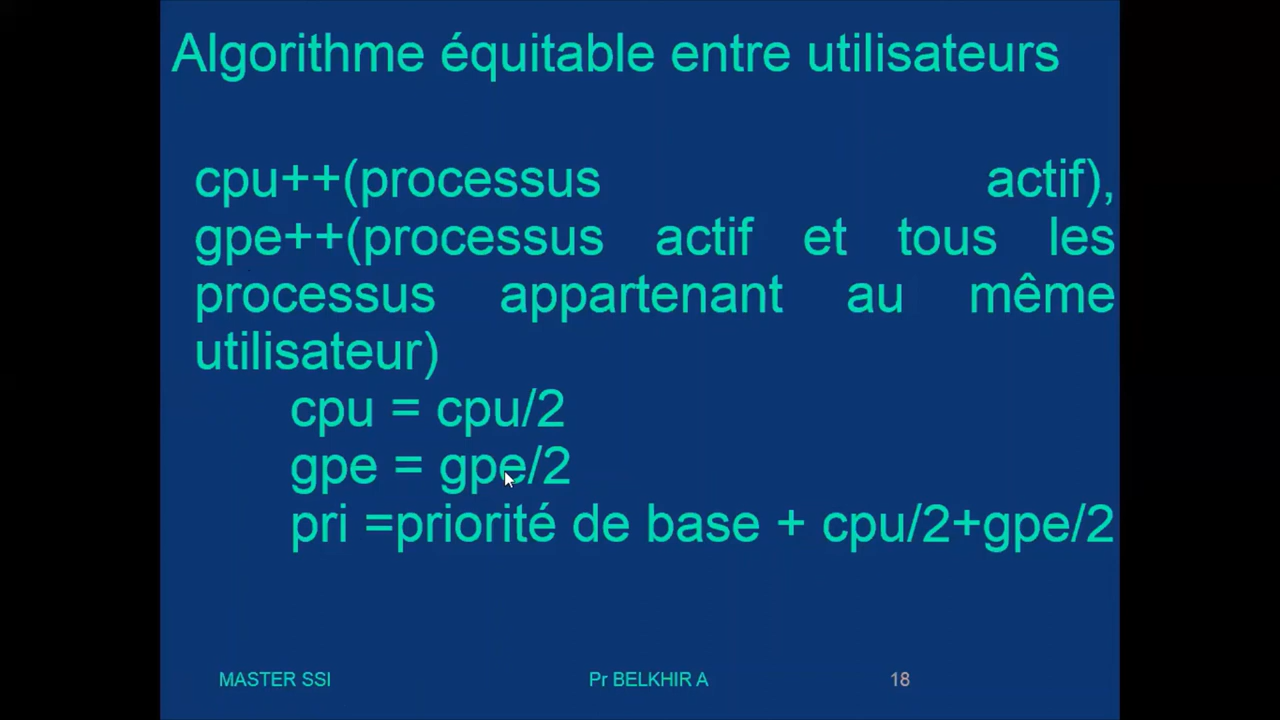 Algorithme équitable entre utilisateurs
cpu++(processus actif),
gpe++(processus actif et tous les
processus appartenant au même
utilisateur)
cpu = cpu/2
gpe = gpe/2
pri =priorité de base + cpu/2+gpe/2
MASTER SSI Pr BELKHIR A 18